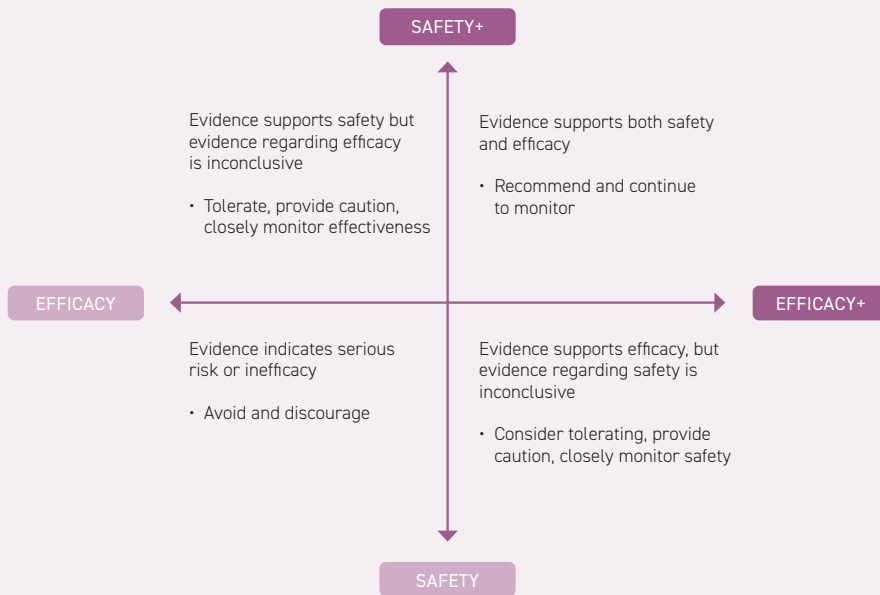 SAFETY+
Evidence supports safety but
evidence regarding efficacy
is inconclusive
• Tolerate, provide caution,
closely monitor effectiveness
Evidence supports both safety
and efficacy
• Recommend and continue
to monitor
EFFICACY
EFFICACY+
Evidence indicates serious
risk or inefficacy
• Avoid and discourage
Evidence supports efficacy, but
evidence regarding safety is
inconclusive
• Consider tolerating, provide
caution, closely monitor safety
SAFETY